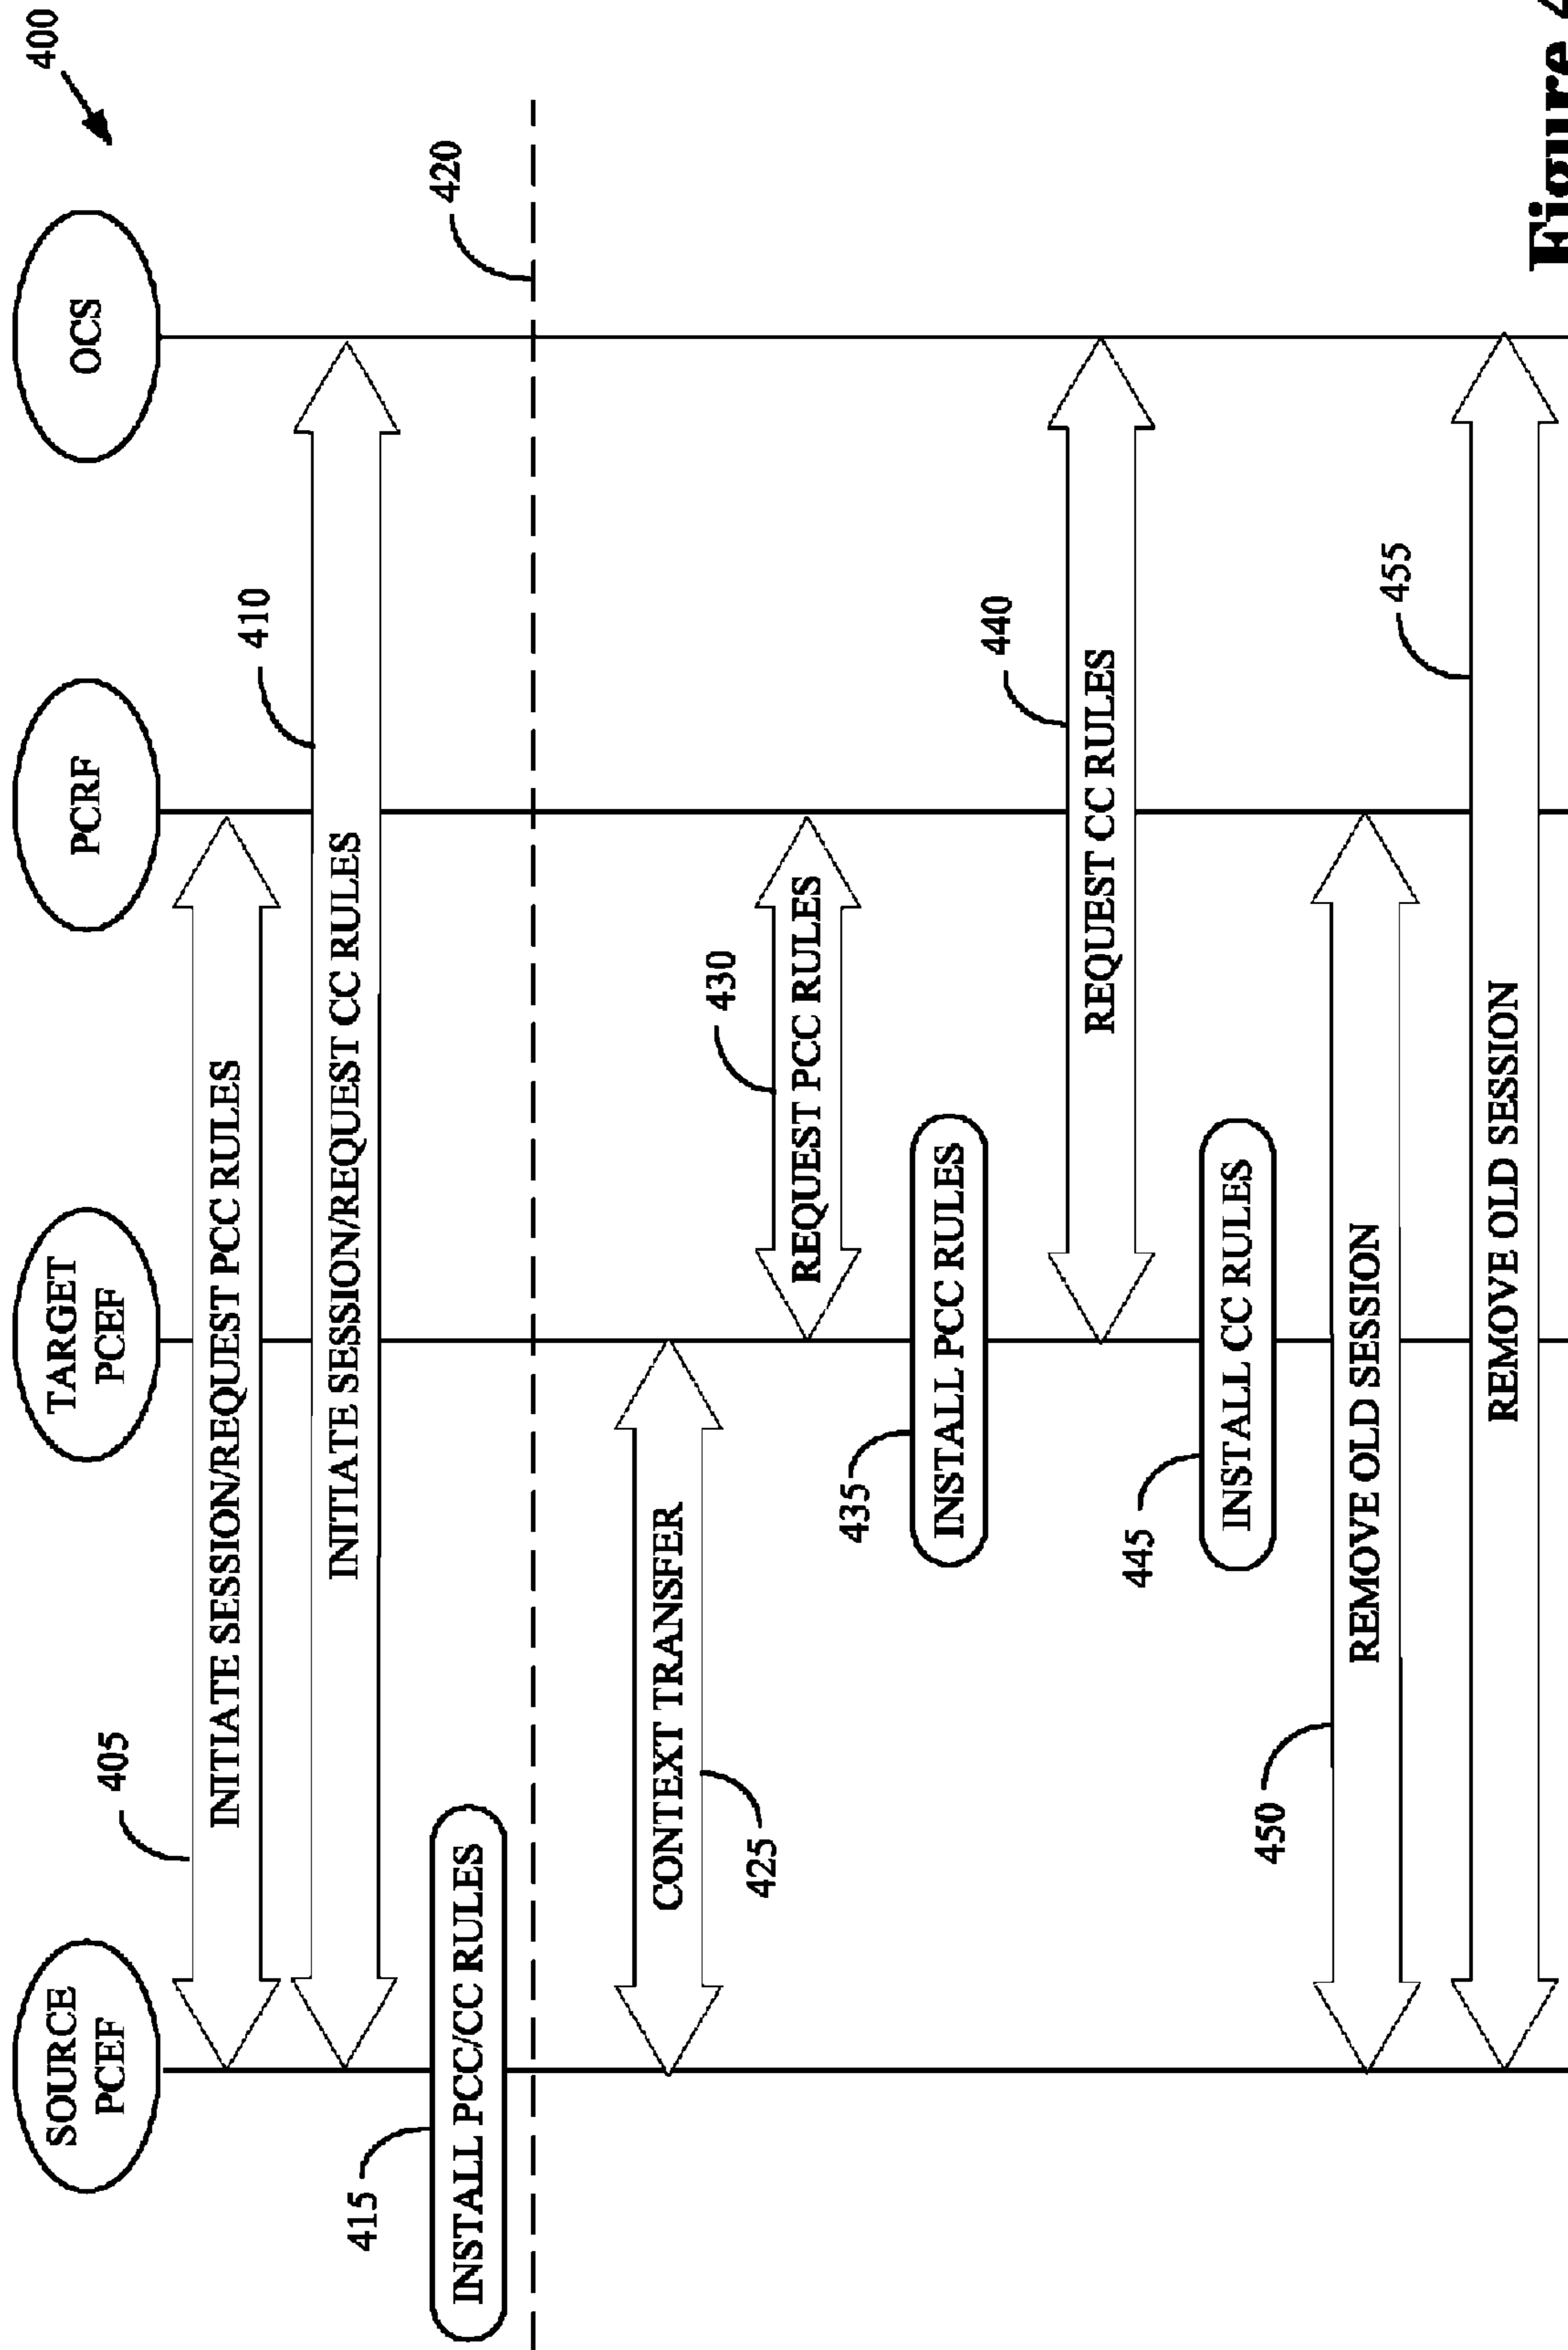 400
SOURCE
PCEF
TARGET
PCEF
PCRF
OCS
405
INITIATE SESSION/REQUEST PCC RULES
410
INITIATE SESSION/REQUEST CC RULES
415
INSTALL PCC/CC RULES
420
CONTEXT TRANSFER
425
430
REQUEST PCC RULES
435
INSTALL PCC RULES
440
REQUEST CC RULES
445
INSTALL CC RULES
450
REMOVE OLD SESSION
455
REMOVE OLD SESSION
Figure 4